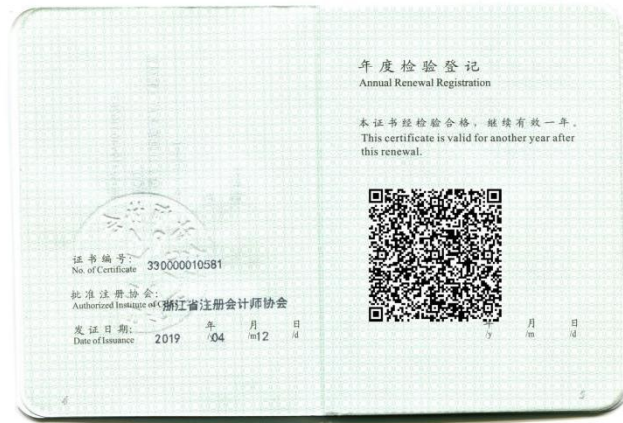 证书编号:
No. of Certificate
330000010581
批准注册协会:
Authorized Institute of
浙江省注册会计师协会
发证日期:
Date of Issuance
2019 年 04 月 12 日
/y /m /d
年度检验登记
Annual Renewal Registration
本证书经检验合格，继续有效一年。
This certificate is valid for another year after
this renewal.
年 月 日
/y /m /d
5